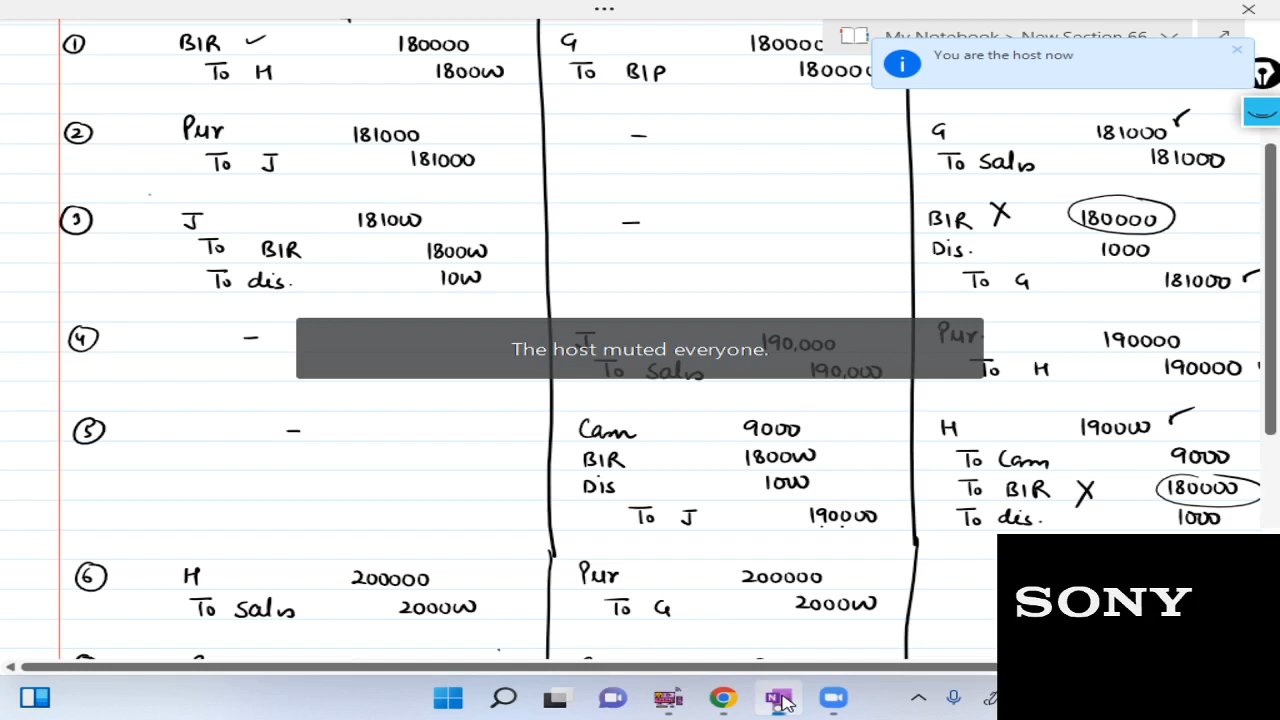 My Notebook > New Section 66
You are the host now
① BIR ✓ 180000
To H 180000
② Pur 181000
To J 181000
③ J 181000
To BIR 180000
To dis. 1000
④ -
⑤ -
⑥ H 200000
To Sales 200000
G 180000
To BIP 180000
-
-
J 190,000
To Sales 190,000
Cam 9000
BIR 180000
Dis 1000
To J 190000
Pur 200000
To G 200000
G 181000 ✓
To Sales 181000
BIR X 180000
Dis. 1000
To G 181000 ✓
Pur. 190000
To H 190000
H 190000 ✓
To Cam 9000
To BIR X 180000
To dis. 1000
The host muted everyone.
SONY